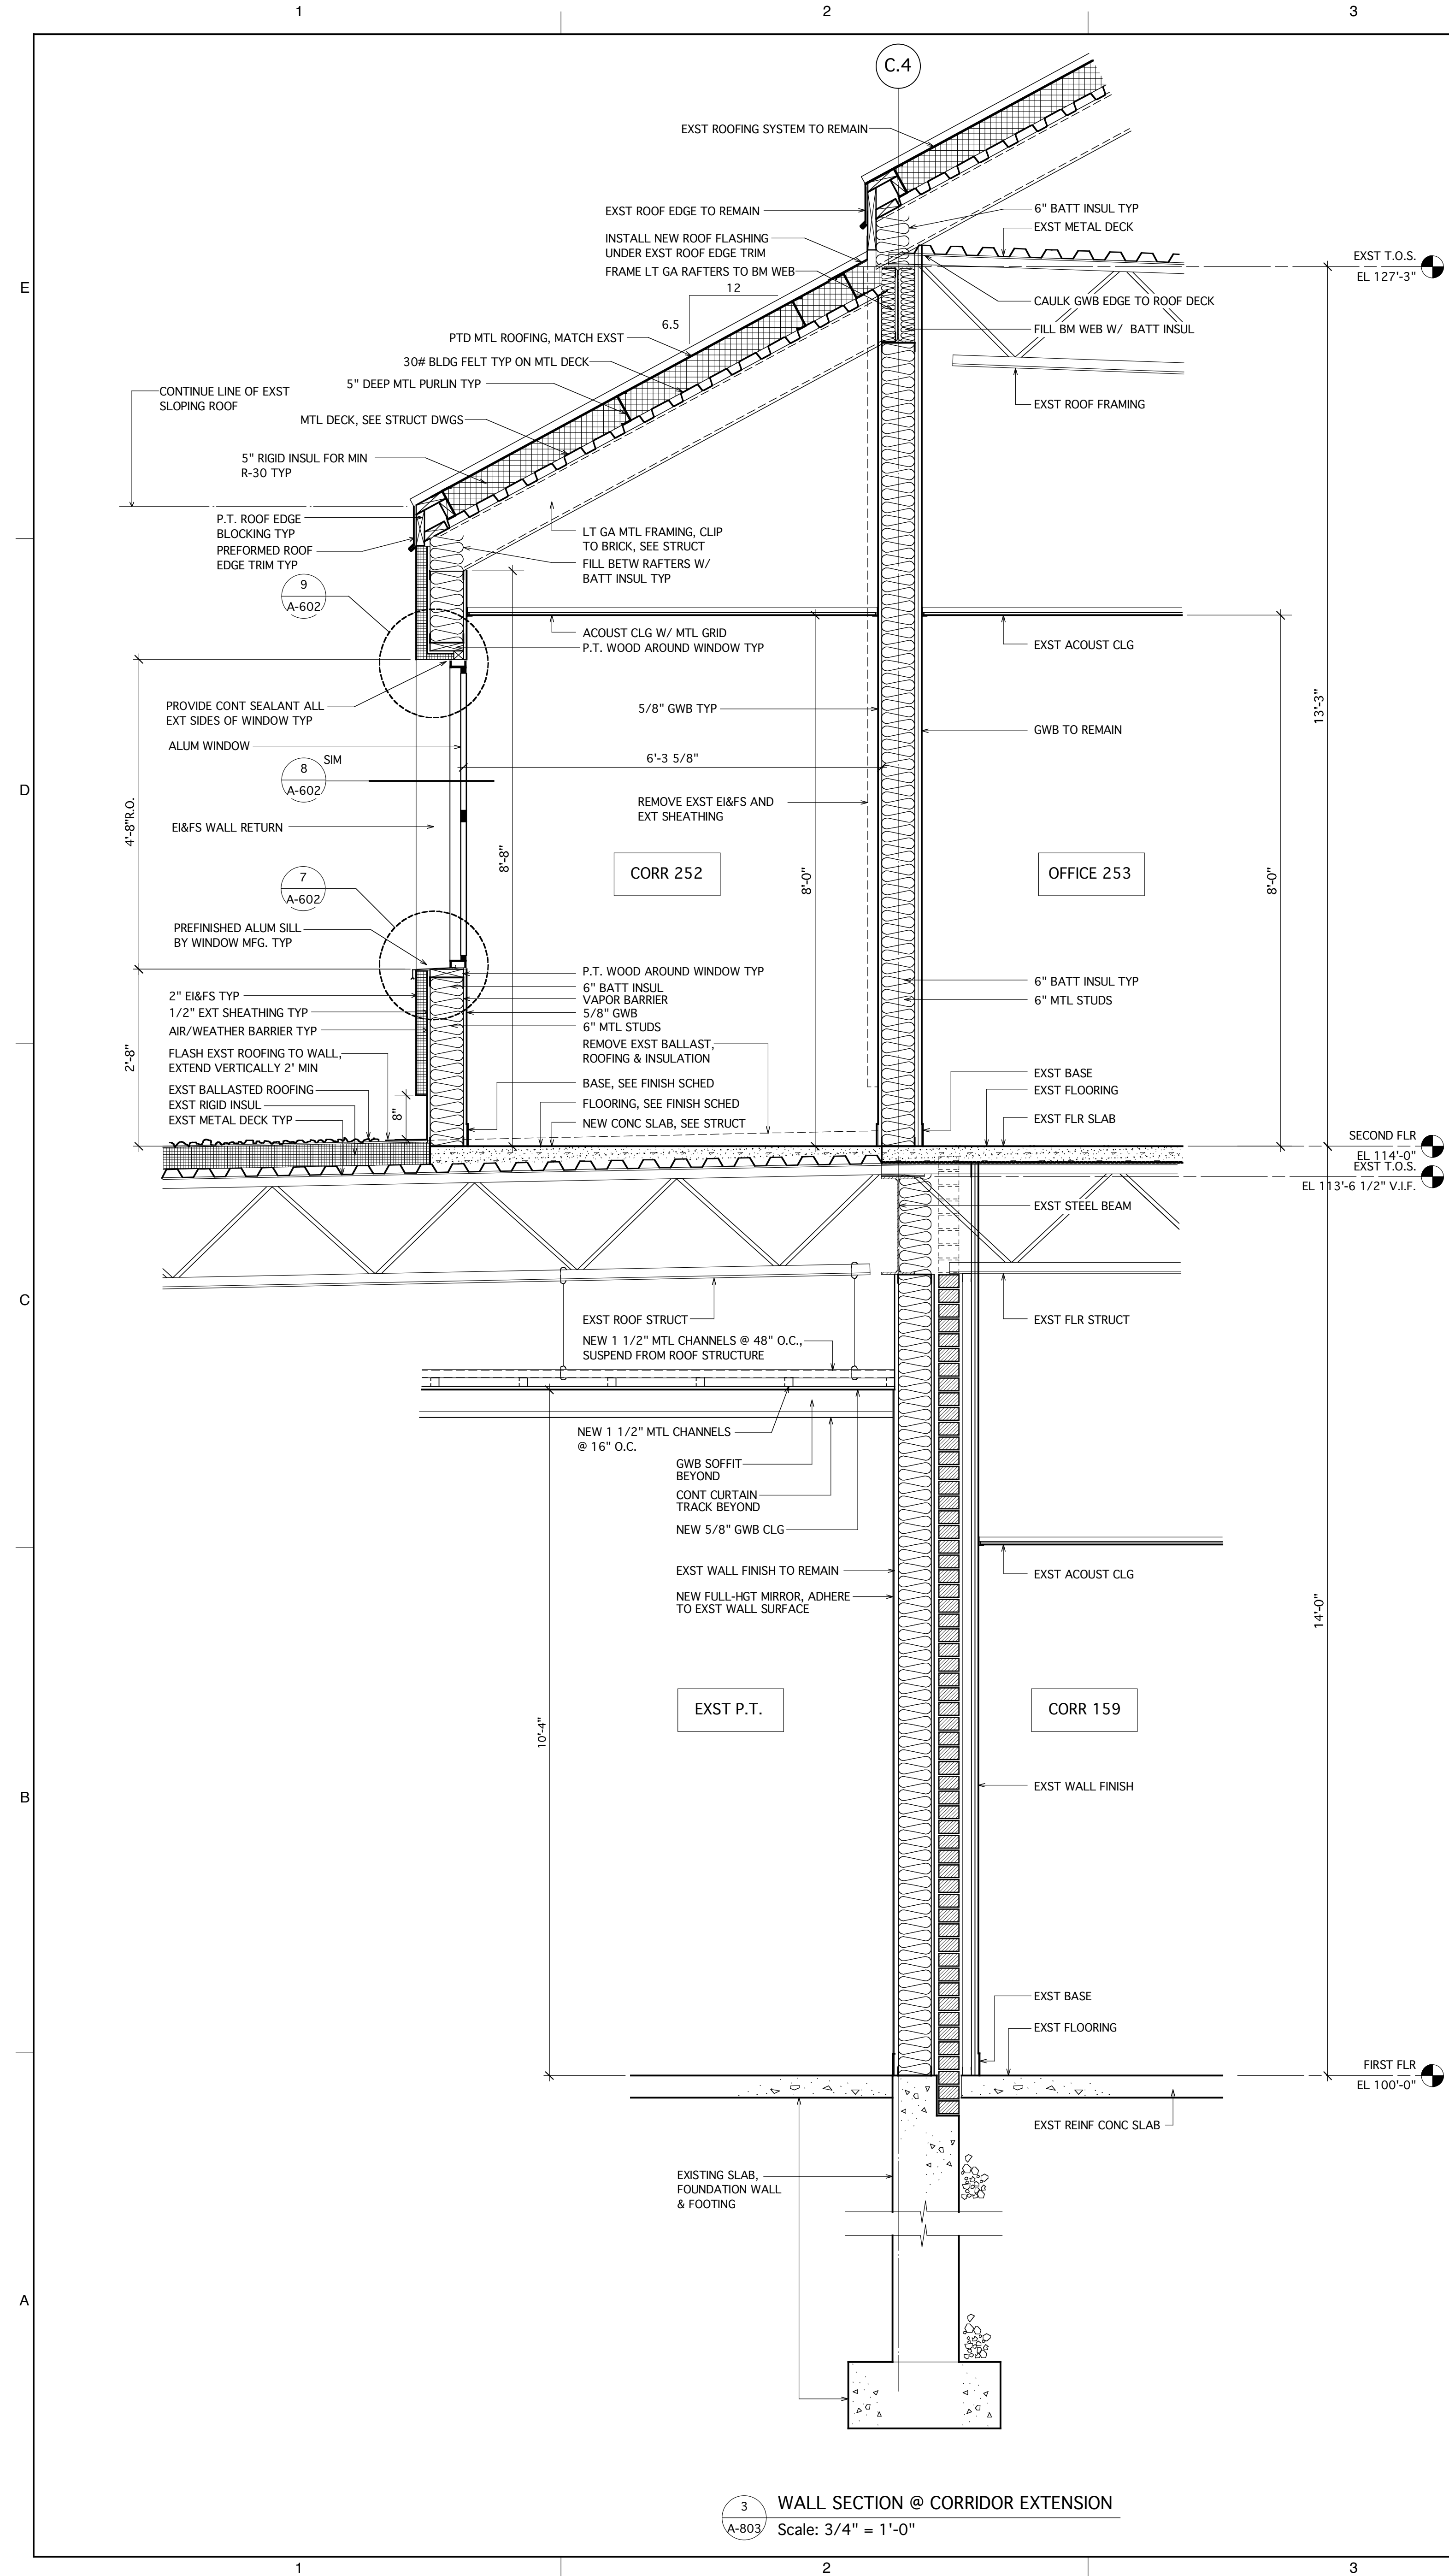 1
2
3
C.4
EXST ROOFING SYSTEM TO REMAIN
EXST ROOF EDGE TO REMAIN
6" BATT INSUL TYP
EXST METAL DECK
INSTALL NEW ROOF FLASHING
UNDER EXST ROOF EDGE TRIM
FRAME LT GA RAFTERS TO BM WEB
12
6.5
EXST T.O.S.
EL 127'-3"
E
CAULK GWB EDGE TO ROOF DECK
FILL BM WEB W/ BATT INSUL
PTD MTL ROOFING, MATCH EXST
30# BLDG FELT TYP ON MTL DECK
5" DEEP MTL PURLIN TYP
CONTINUE LINE OF EXST
SLOPING ROOF
EXST ROOF FRAMING
MTL DECK, SEE STRUCT DWGS
5" RIGID INSUL FOR MIN
R-30 TYP
P.T. ROOF EDGE
BLOCKING TYP
PREFORMED ROOF
EDGE TRIM TYP
LT GA MTL FRAMING, CLIP
TO BRICK, SEE STRUCT
FILL BETW RAFTERS W/
BATT INSUL TYP
9
A-602
ACOUST CLG W/ MTL GRID
P.T. WOOD AROUND WINDOW TYP
EXST ACOUST CLG
PROVIDE CONT SEALANT ALL
EXT SIDES OF WINDOW TYP
5/8" GWB TYP
13'-3"
GWB TO REMAIN
ALUM WINDOW
SIM
8
A-602
6'-3 5/8"
D
REMOVE EXST EI&FS AND
EXT SHEATHING
4'-8"R.O.
EI&FS WALL RETURN
8'-8"
CORR 252
8'-0"
OFFICE 253
8'-0"
7
A-602
PREFINISHED ALUM SILL
BY WINDOW MFG. TYP
P.T. WOOD AROUND WINDOW TYP
6" BATT INSUL
VAPOR BARRIER
5/8" GWB
6" MTL STUDS
6" BATT INSUL TYP
6" MTL STUDS
2" EI&FS TYP
1/2" EXT SHEATHING TYP
AIR/WEATHER BARRIER TYP
2'-8"
FLASH EXST ROOFING TO WALL,
EXTEND VERTICALLY 2' MIN
REMOVE EXST BALLAST,
ROOFING & INSULATION
EXST BALLASTED ROOFING
EXST RIGID INSUL
EXST METAL DECK TYP
8"
BASE, SEE FINISH SCHED
FLOORING, SEE FINISH SCHED
NEW CONC SLAB, SEE STRUCT
EXST BASE
EXST FLOORING
EXST FLR SLAB
SECOND FLR
EL 114'-0"
EXST T.O.S.
EL 113'-6 1/2" V.I.F.
EXST STEEL BEAM
C
EXST ROOF STRUCT
EXST FLR STRUCT
NEW 1 1/2" MTL CHANNELS @ 48" O.C.,
SUSPEND FROM ROOF STRUCTURE
NEW 1 1/2" MTL CHANNELS
@ 16" O.C.
GWB SOFFIT
BEYOND
CONT CURTAIN
TRACK BEYOND
NEW 5/8" GWB CLG
EXST WALL FINISH TO REMAIN
EXST ACOUST CLG
NEW FULL-HGT MIRROR, ADHERE
TO EXST WALL SURFACE
14'-0"
10'-4"
EXST P.T.
CORR 159
B
EXST WALL FINISH
EXST BASE
EXST FLOORING
FIRST FLR
EL 100'-0"
EXST REINF CONC SLAB
EXISTING SLAB,
FOUNDATION WALL
& FOOTING
A
3
A-803
WALL SECTION @ CORRIDOR EXTENSION
Scale: 3/4" = 1'-0"
1
2
3